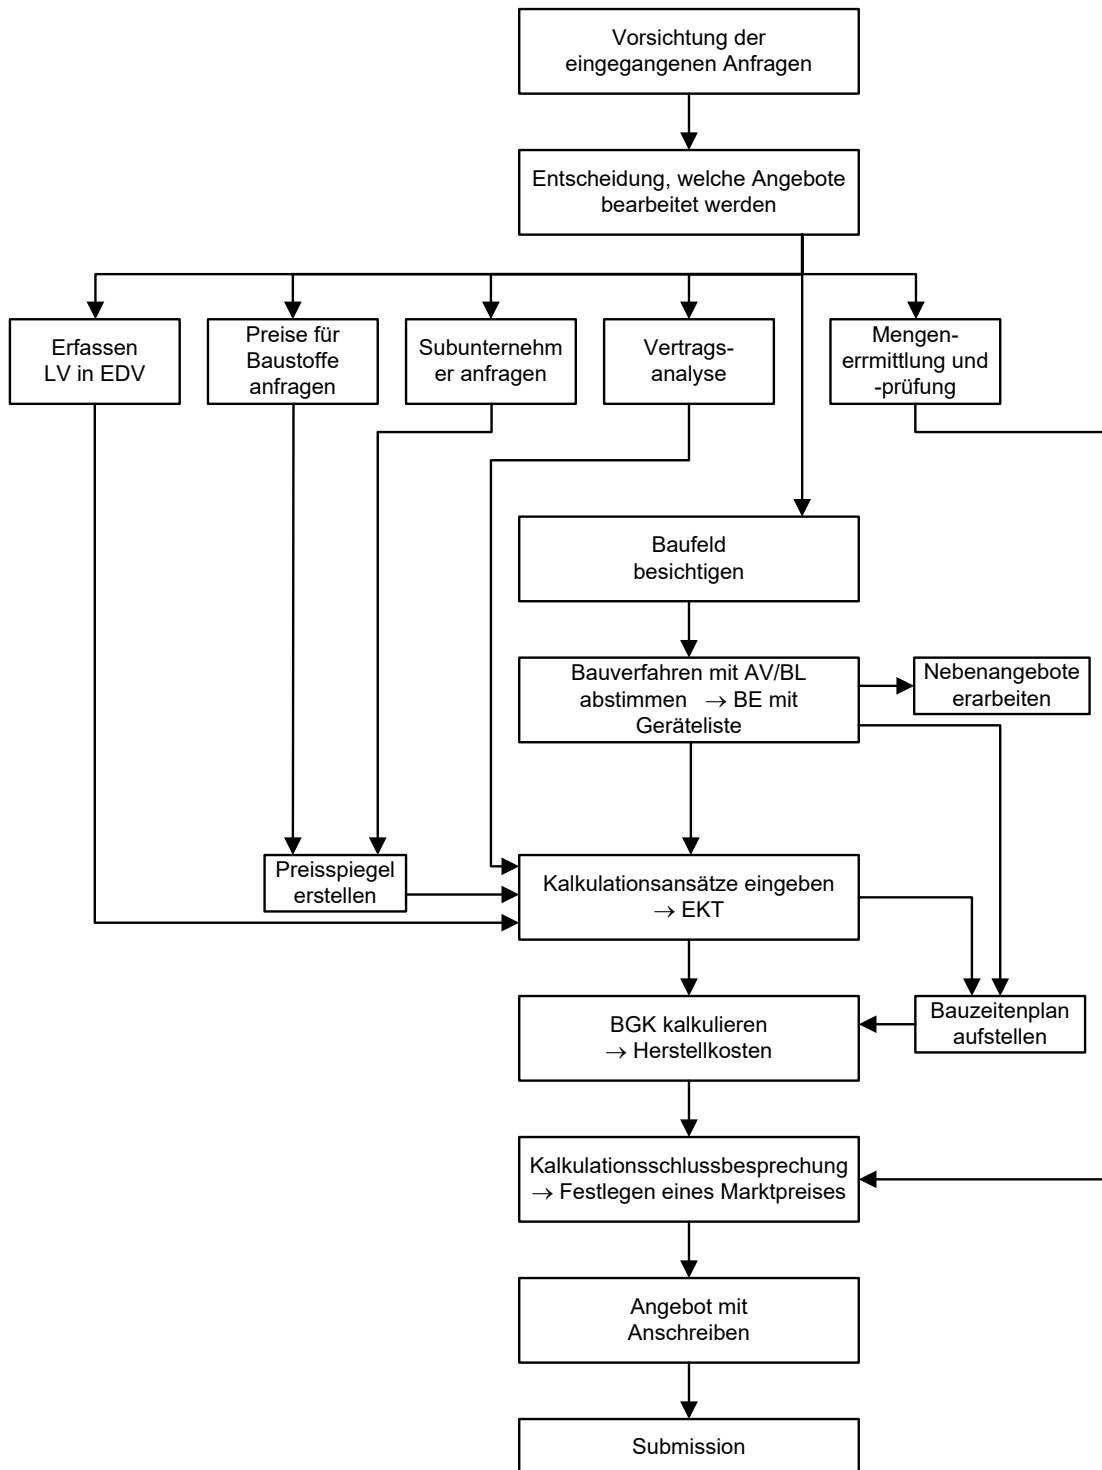 Vorsichtung der
eingegangenen Anfragen
Entscheidung, welche Angebote
bearbeitet werden
Erfassen
LV in EDV
Preise für
Baustoffe
anfragen
Subunternehm
er anfragen
Vertrags-
analyse
Mengen-
errmittlung und
-prüfung
Baufeld
besichtigen
Bauverfahren mit AV/BL
abstimmen → BE mit
Geräteliste
Nebenangebote
erarbeiten
Preisspiegel
erstellen
Kalkulationsansätze eingeben
→ EKT
BGK kalkulieren
→ Herstellkosten
Bauzeitenplan
aufstellen
Kalkulationsschlussbesprechung
→ Festlegen eines Marktpreises
Angebot mit
Anschreiben
Submission